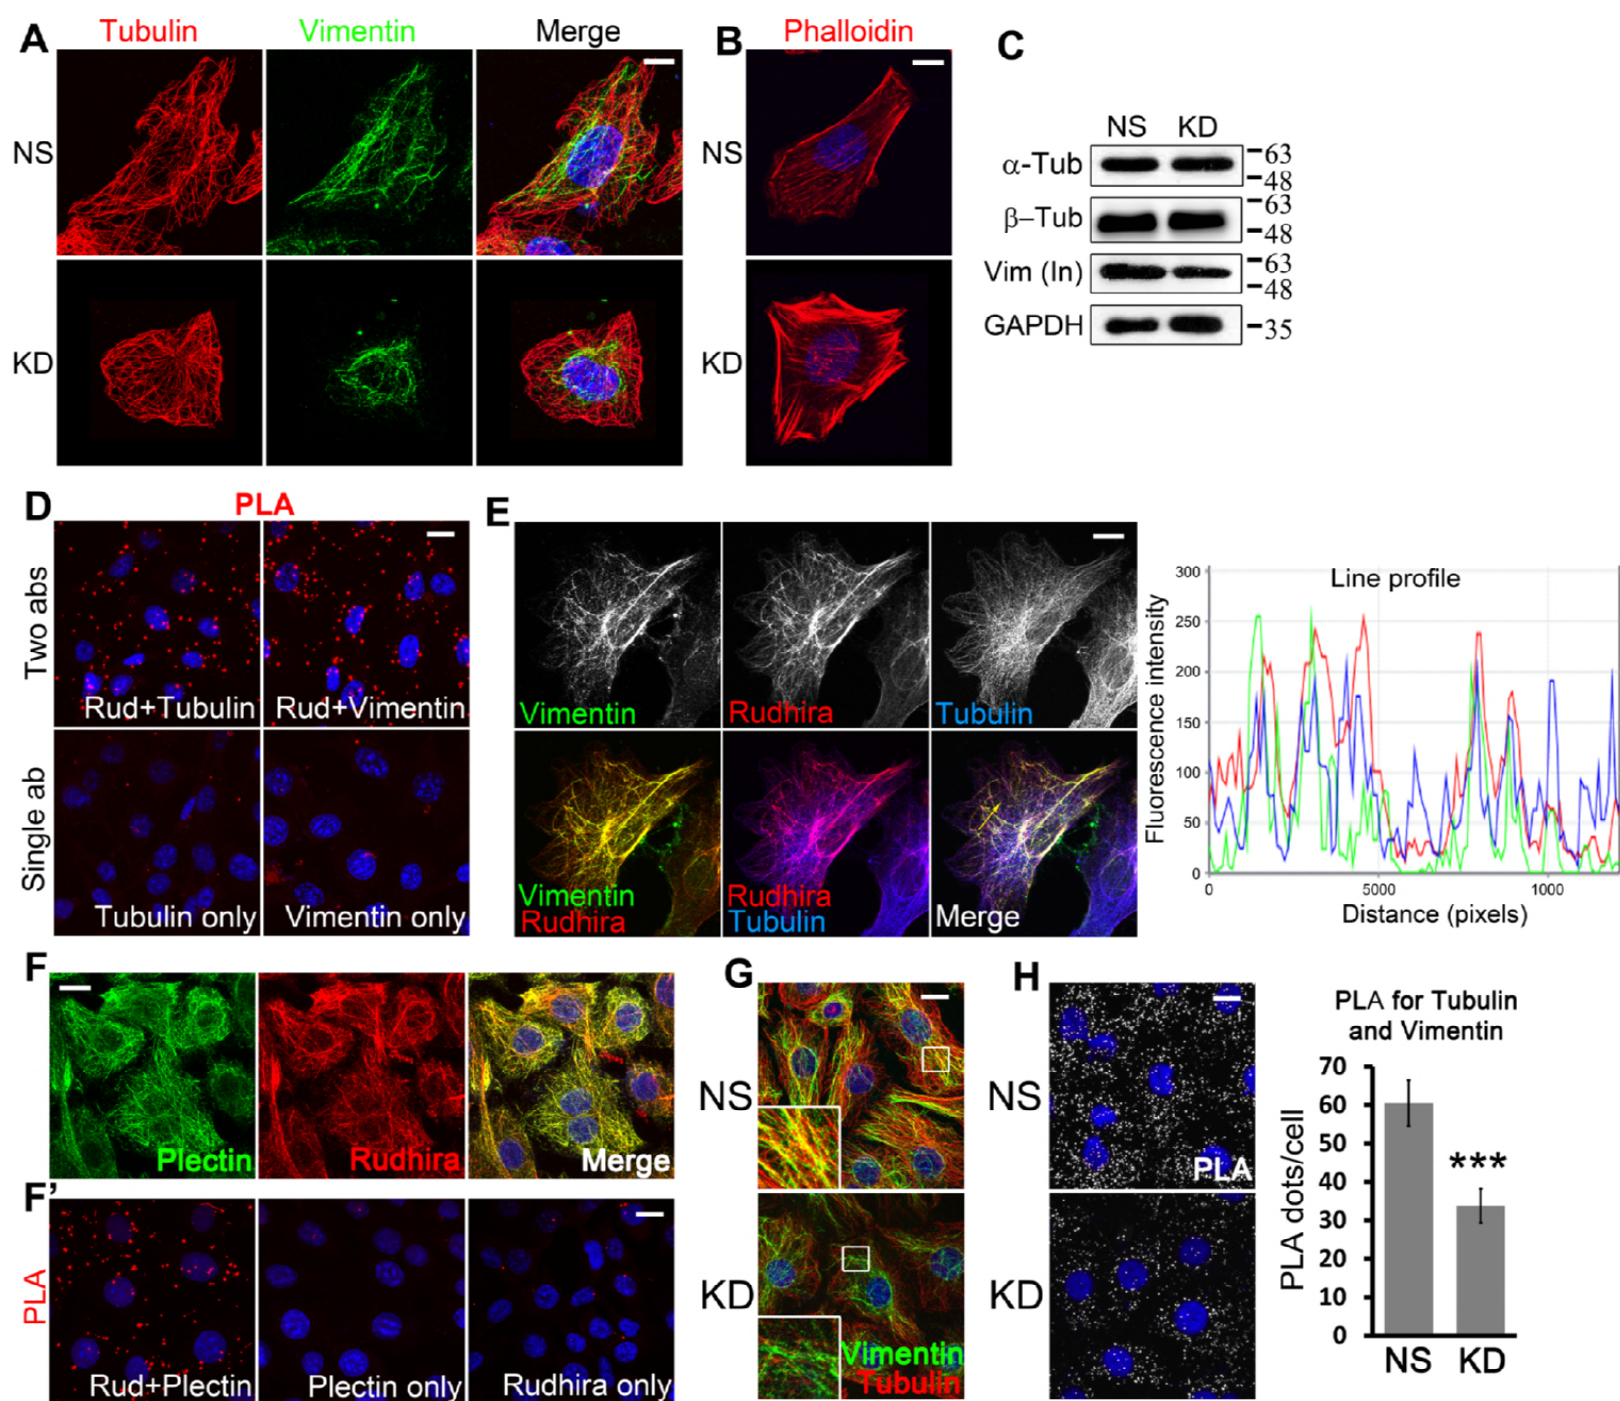 A
Tubulin
Vimentin
Merge
NS
KD
B
Phalloidin
NS
KD
C
NS KD
α-Tub
63
48
β–Tub
63
48
Vim (In)
63
48
GAPDH
35
D
PLA
Two abs
Rud+Tubulin
Rud+Vimentin
Single ab
Tubulin only
Vimentin only
E
Vimentin
Rudhira
Tubulin
Vimentin
Rudhira
Rudhira
Tubulin
Merge
Line profile
Fluorescence intensity
300
250
200
150
100
50
0
0
5000
1000
Distance (pixels)
F
Plectin
Rudhira
Merge
F'
PLA
Rud+Plectin
Plectin only
Rudhira only
G
NS
KD
Vimentin
Tubulin
H
NS
PLA
KD
PLA for Tubulin
and Vimentin
PLA dots/cell
70
60
50
40
30
20
10
0
***
NS
KD